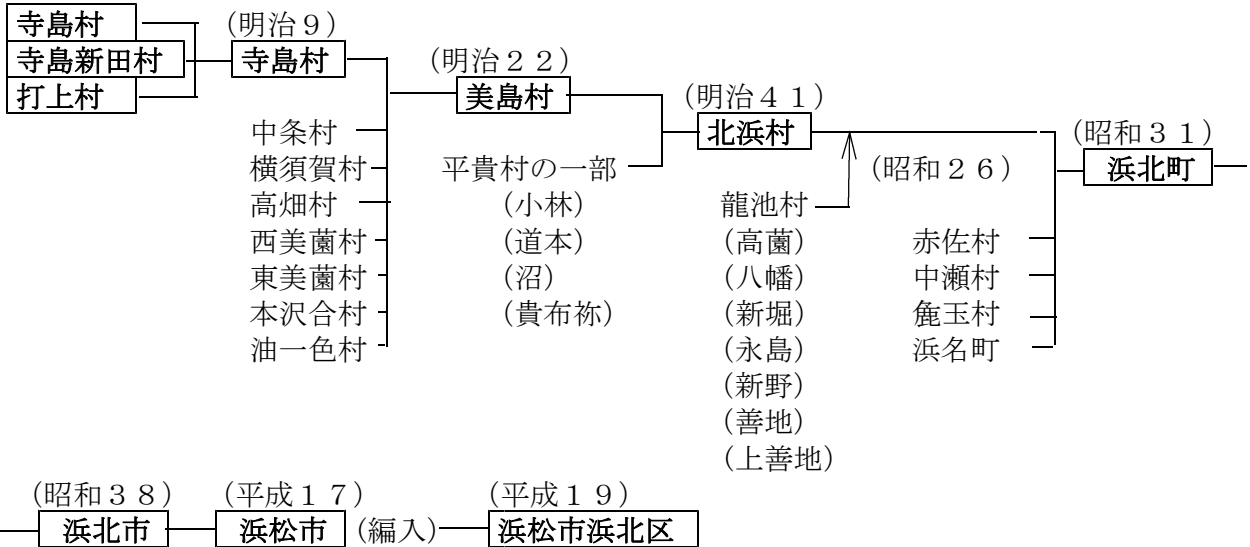 寺島村
寺島新田村
打上村
(明治９)
寺島村
中条村
横須賀村
高畑村
西美薗村
東美薗村
本沢合村
油一色村
(明治２２)
美島村
平貴村の一部
(小林)
(道本)
(沼)
(貴布祢)
(明治４１)
北浜村
龍池村
(高薗)
(八幡)
(新堀)
(永島)
(新野)
(善地)
(上善地)
(昭和２６)
赤佐村
中瀬村
麁玉村
浜名町
(昭和３１)
浜北町
(昭和３８)
浜北市
(平成１７)
浜松市
(編入)
(平成１９)
浜松市浜北区